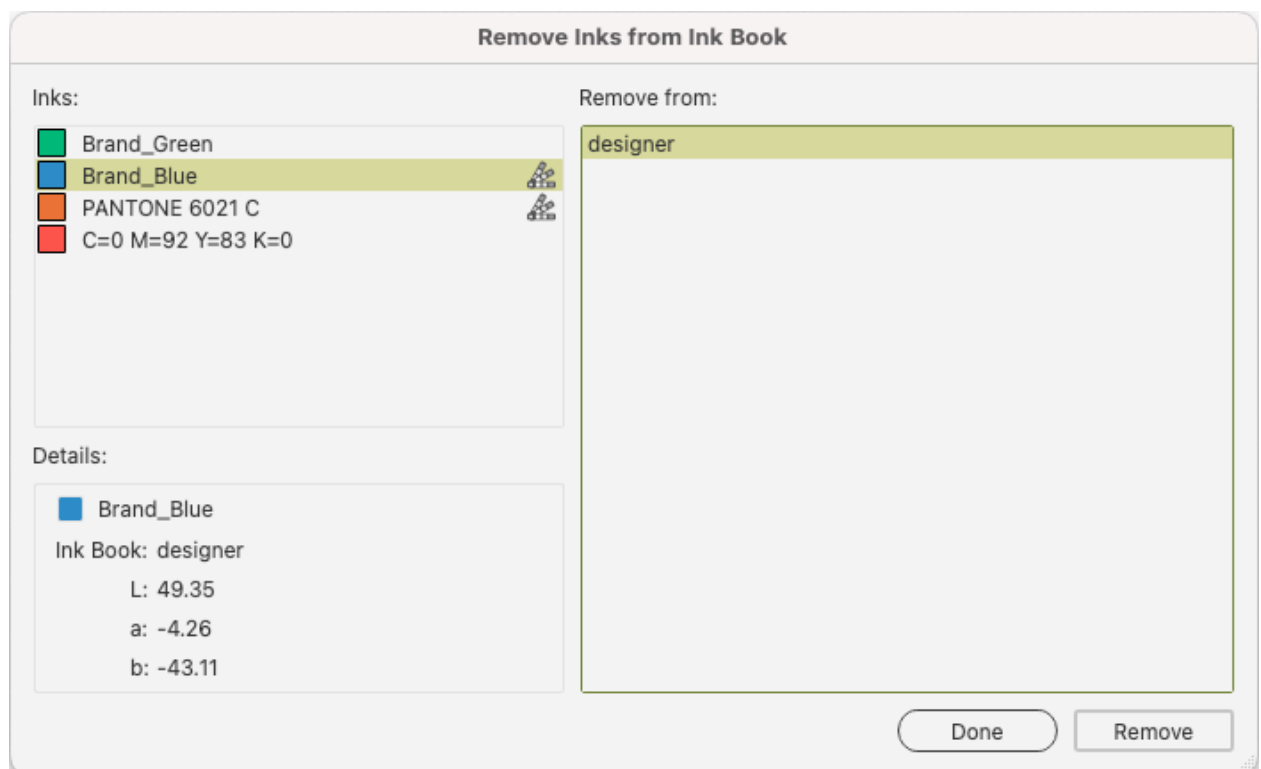 Remove Inks from Ink Book
Inks:
Brand_Green
Brand_Blue
PANTONE 6021 C
C=0 M=92 Y=83 K=0
Details:
Brand_Blue
Ink Book: designer
L: 49.35
a: -4.26
b: -43.11
Remove from:
designer
Done
Remove